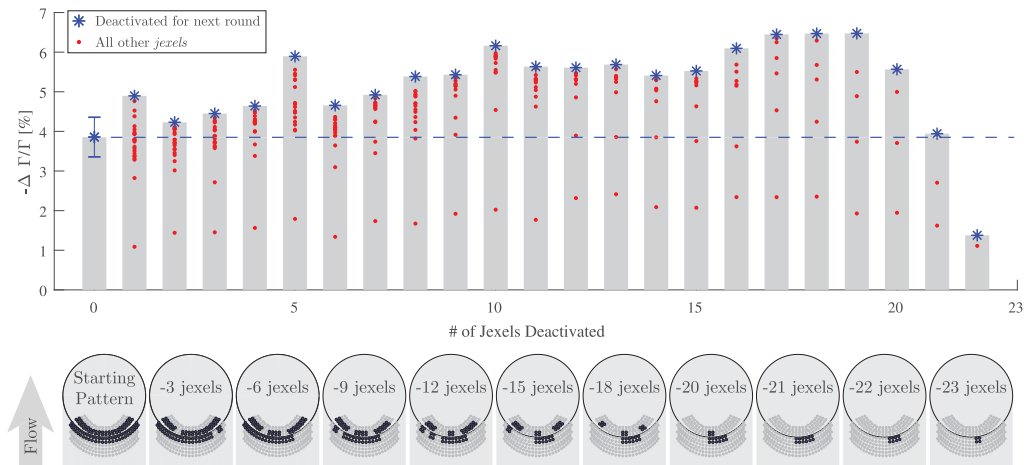 7
6
5
4
3
2
1
0
-Δ Γ/Γ [%]
Deactivated for next round
All other jexels
0 5 10 15 20 23
# of Jexels Deactivated
Flow
Starting
Pattern
-3 jexels
-6 jexels
-9 jexels
-12 jexels
-15 jexels
-18 jexels
-20 jexels
-21 jexels
-22 jexels
-23 jexels